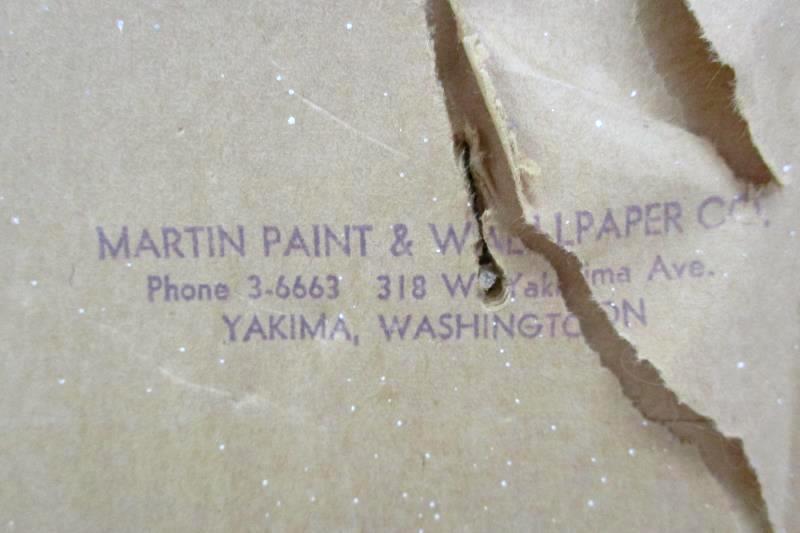 MARTIN PAINT & WALLPAPER CO.
Phone 3-6663 318 W. Yakima Ave.
YAKIMA, WASHINGTON